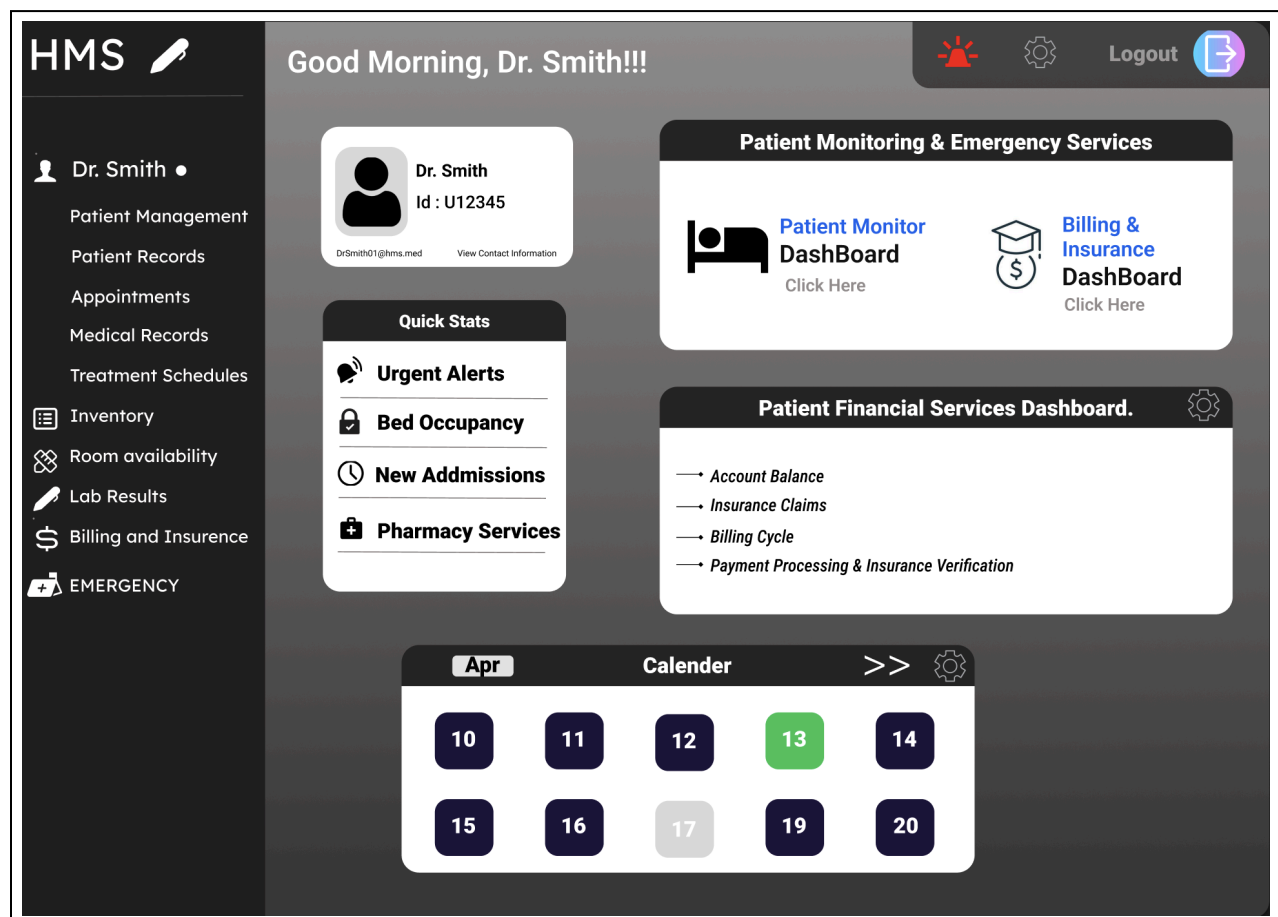 HMS
Dr. Smith
Patient Management
Patient Records
Appointments
Medical Records
Treatment Schedules
Inventory
Room availability
Lab Results
Billing and Insurence
EMERGENCY
Good Morning, Dr. Smith!!!
Logout
Dr. Smith
Id : U12345
DrSmith01@hms.med View Contact Information
Quick Stats
Urgent Alerts
Bed Occupancy
New Addmissions
Pharmacy Services
Patient Monitoring & Emergency Services
Patient Monitor
DashBoard
Click Here
Billing &
Insurance
DashBoard
Click Here
Patient Financial Services Dashboard.
Account Balance
Insurance Claims
Billing Cycle
Payment Processing & Insurance Verification
Apr Calender >>
10 11 12 13 14
15 16 17 19 20